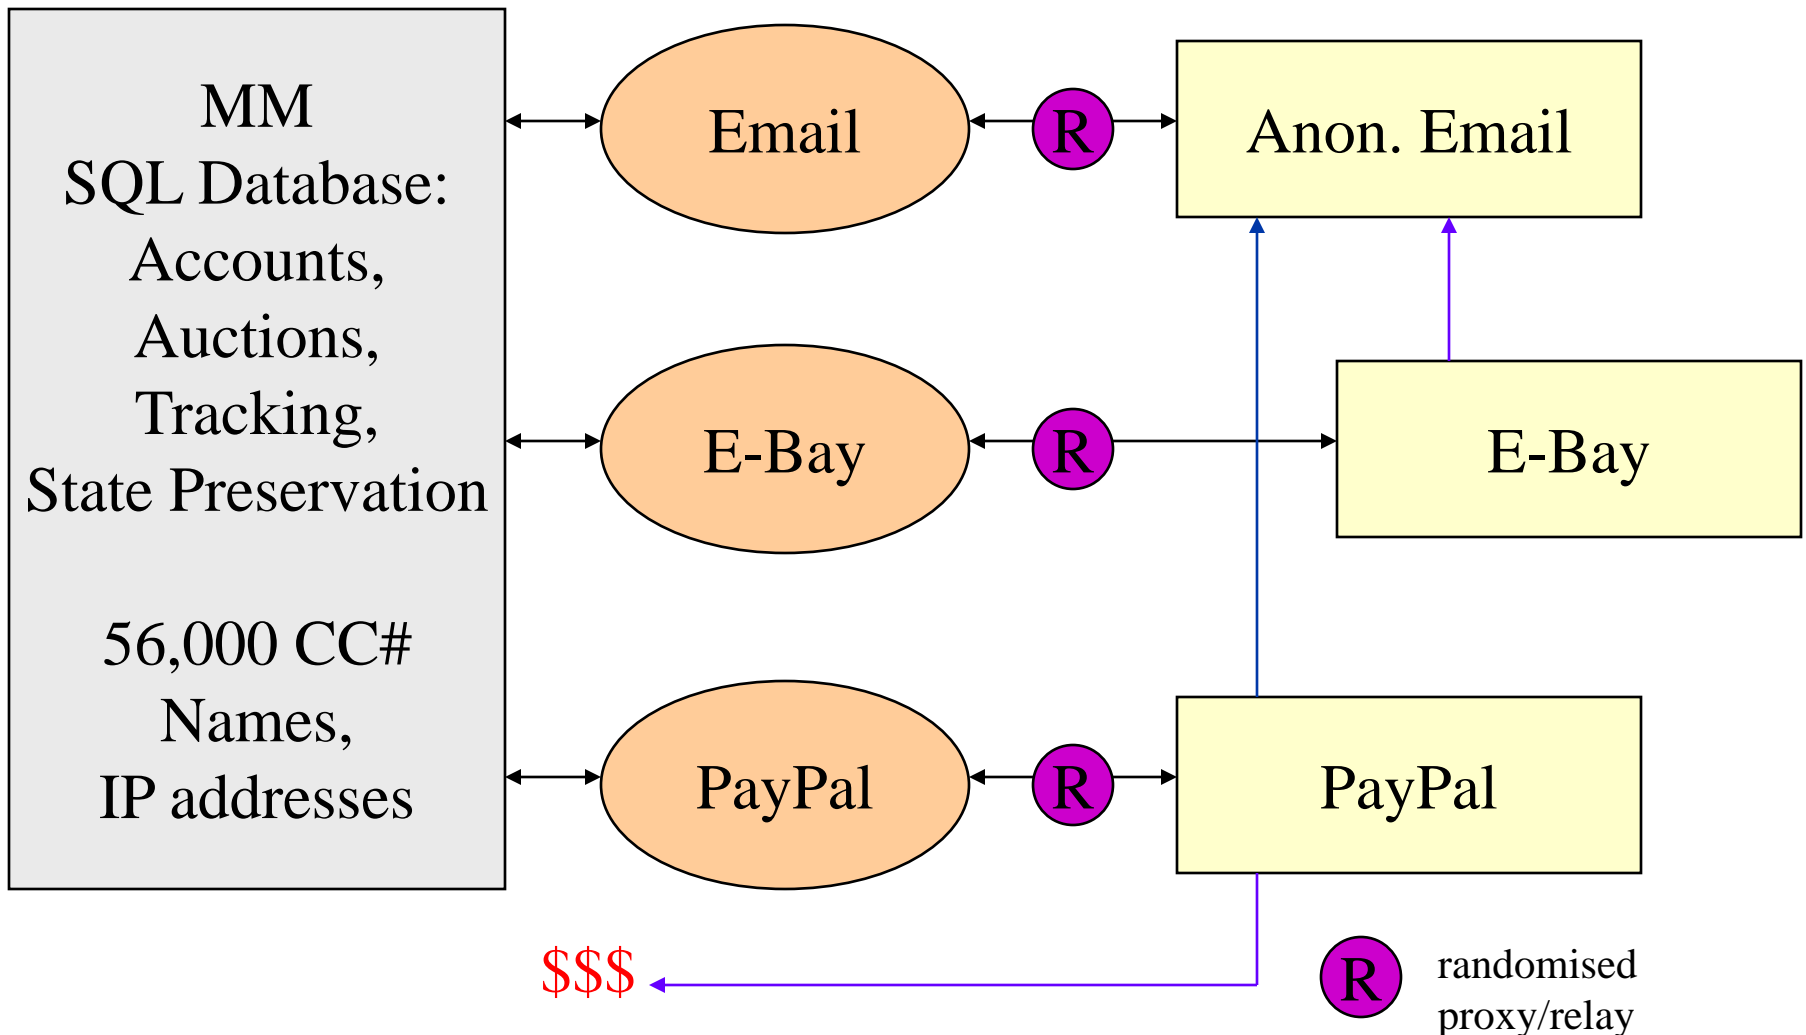 MM
SQL Database:
Accounts,
Auctions,
Tracking,
State Preservation
56,000 CC#
Names,
IP addresses
Email
R
Anon. Email
E-Bay
R
E-Bay
PayPal
R
PayPal
$$$
R
randomised
proxy/relay